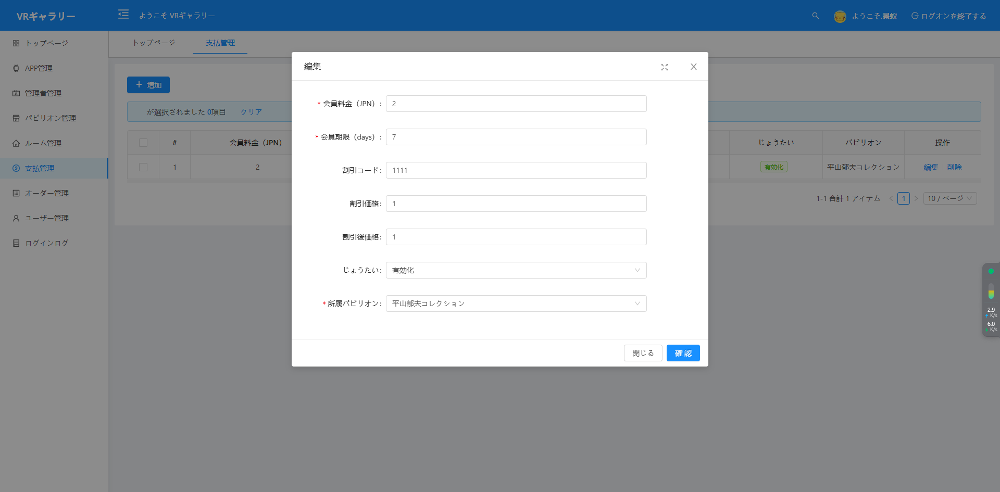 VRギャラリー
ようこそ VRギャラリー
ようこそ,景蚁
ログオンを終了する
トップページ
APP管理
管理者管理
パビリオン管理
ルーム管理
支払管理
オーダー管理
ユーザー管理
ログインログ
トップページ
支払管理
+ 増加
が選択されました 0項目 クリア
# 会員料金（JPN） じょうたい パビリオン 操作
1 2 有効化 平山郁夫コレクション 編集 削除
1-1 合計 1 アイテム < 1 > 10 / ページ
編集
X
* 会員料金（JPN）: 2
* 会員期限（days）: 7
割引コード: 1111
割引価格: 1
割引後価格: 1
じょうたい: 有効化
* 所属パビリオン: 平山郁夫コレクション
閉じる
確 認
2.9
K/s
6.0
K/s